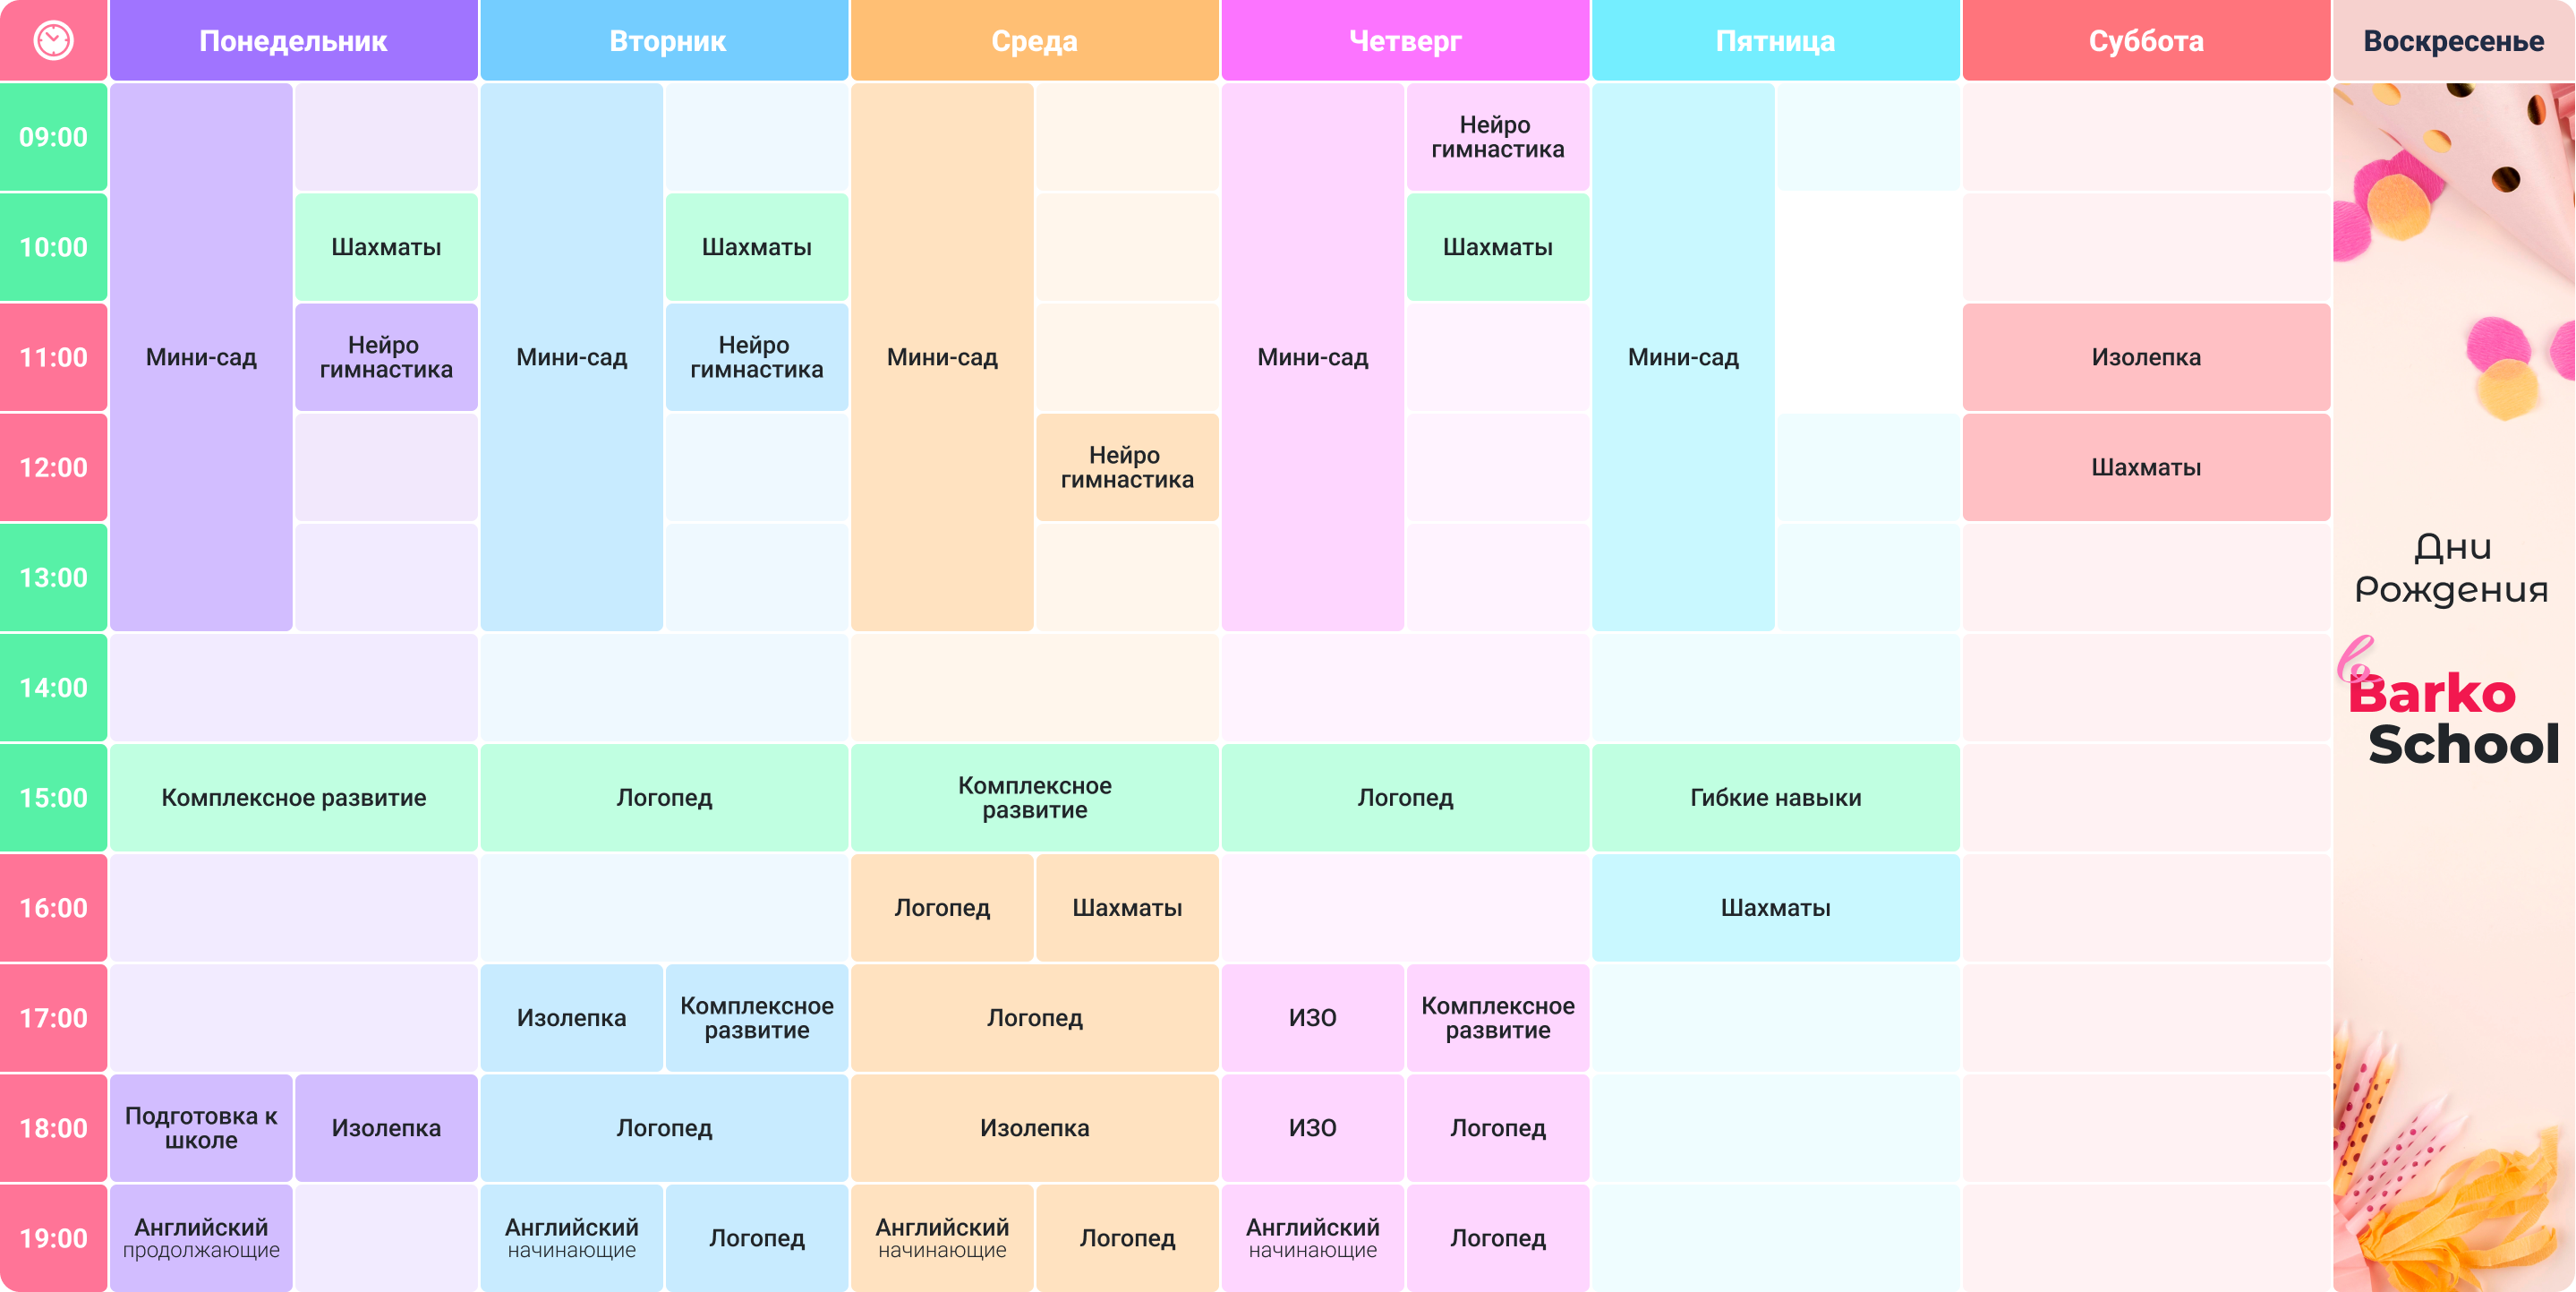 Понедельник
Вторник
Среда
Четверг
Пятница
Суббота
Воскресенье
09:00
Нейро
гимнастика
10:00
Шахматы
Шахматы
Шахматы
11:00
Мини-сад
Нейро
гимнастика
Мини-сад
Нейро
гимнастика
Мини-сад
Мини-сад
Мини-сад
Изолепка
12:00
Нейро
гимнастика
Шахматы
13:00
14:00
15:00
Комплексное развитие
Логопед
Комплексное
развитие
Логопед
Гибкие навыки
16:00
Логопед
Шахматы
Шахматы
17:00
Изолепка
Комплексное
развитие
Логопед
ИЗО
Комплексное
развитие
18:00
Подготовка к
школе
Изолепка
Логопед
Изолепка
ИЗО
Логопед
19:00
Английский
продолжающие
Английский
начинающие
Логопед
Английский
начинающие
Логопед
Английский
начинающие
Логопед
Дни
Рождения
в
Barko
School